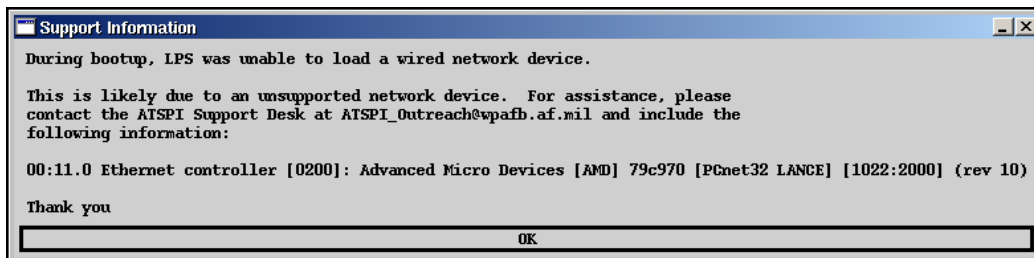 Support Information
During bootup, LPS was unable to load a wired network device.
This is likely due to an unsupported network device.  For assistance, please
contact the ATSPI Support Desk at ATSPI_Outreach@wpafb.af.mil and include the
following information:
00:11.0 Ethernet controller [0200]: Advanced Micro Devices [AMD] 79c970 [PCnet32 LANCE] [1022:2000] (rev 10)
Thank you
OK